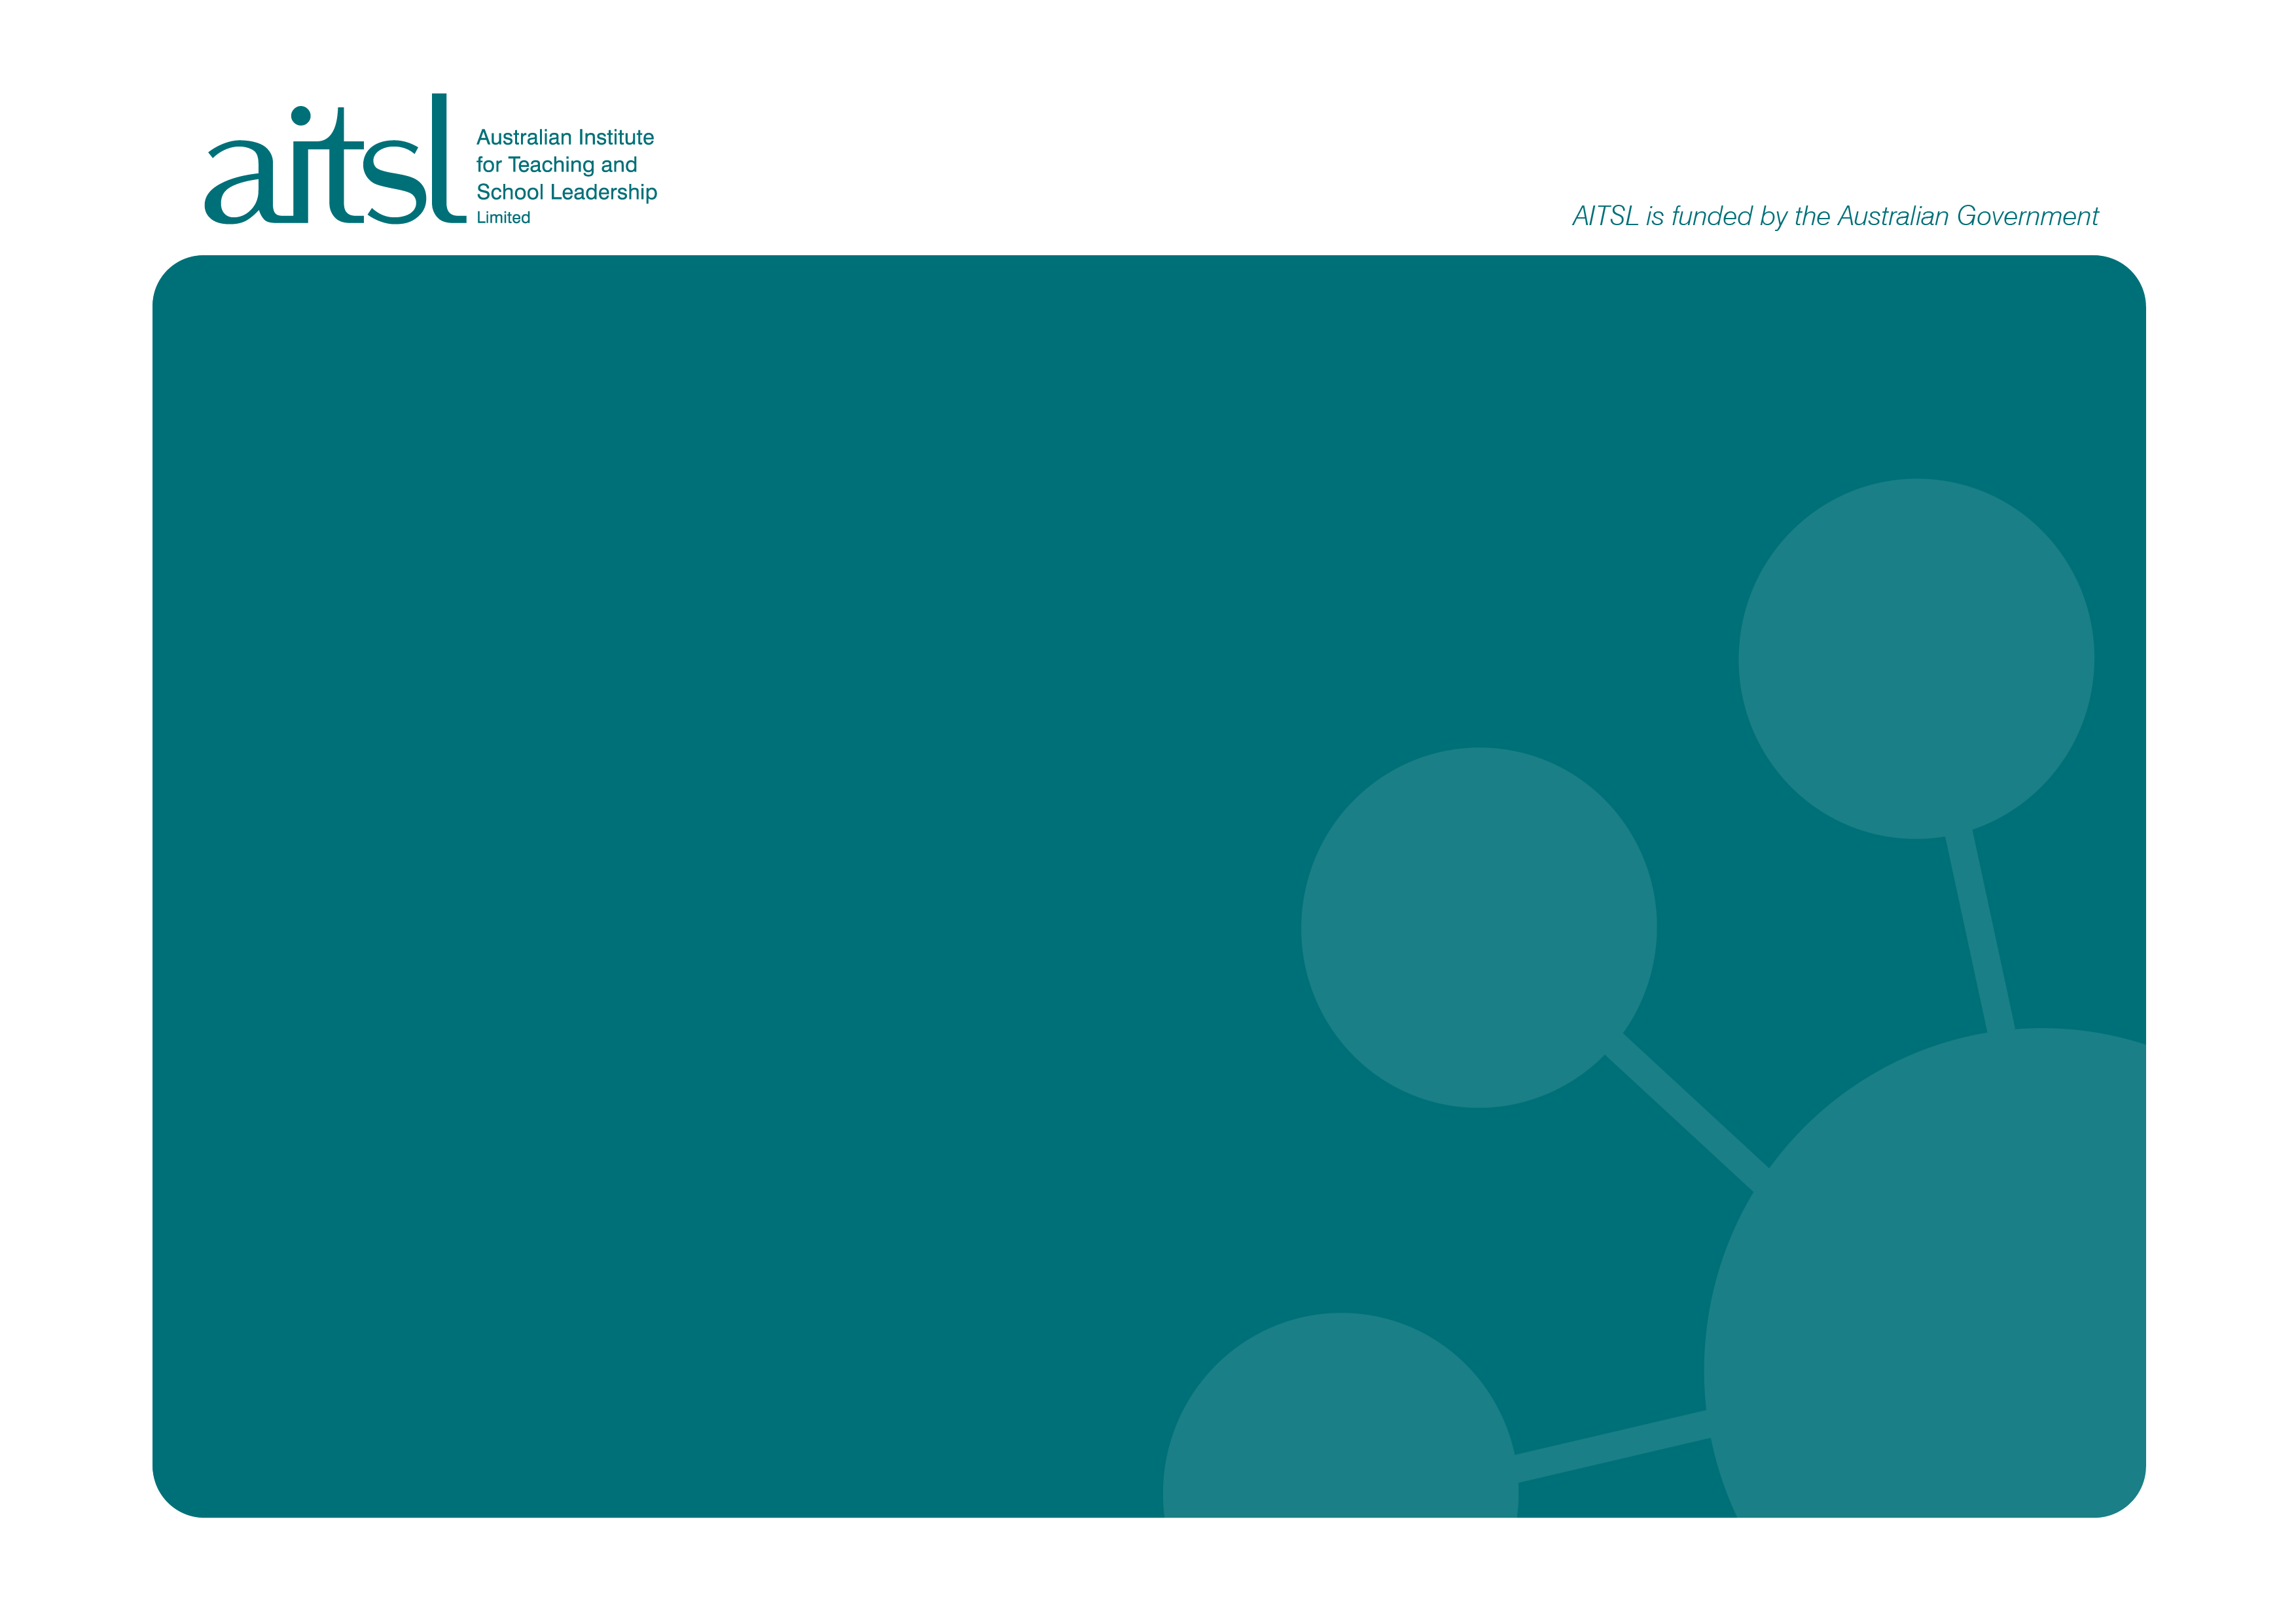 aitsl
Australian Institute
for Teaching and
School Leadership
Limited
AITSL is funded by the Australian Government